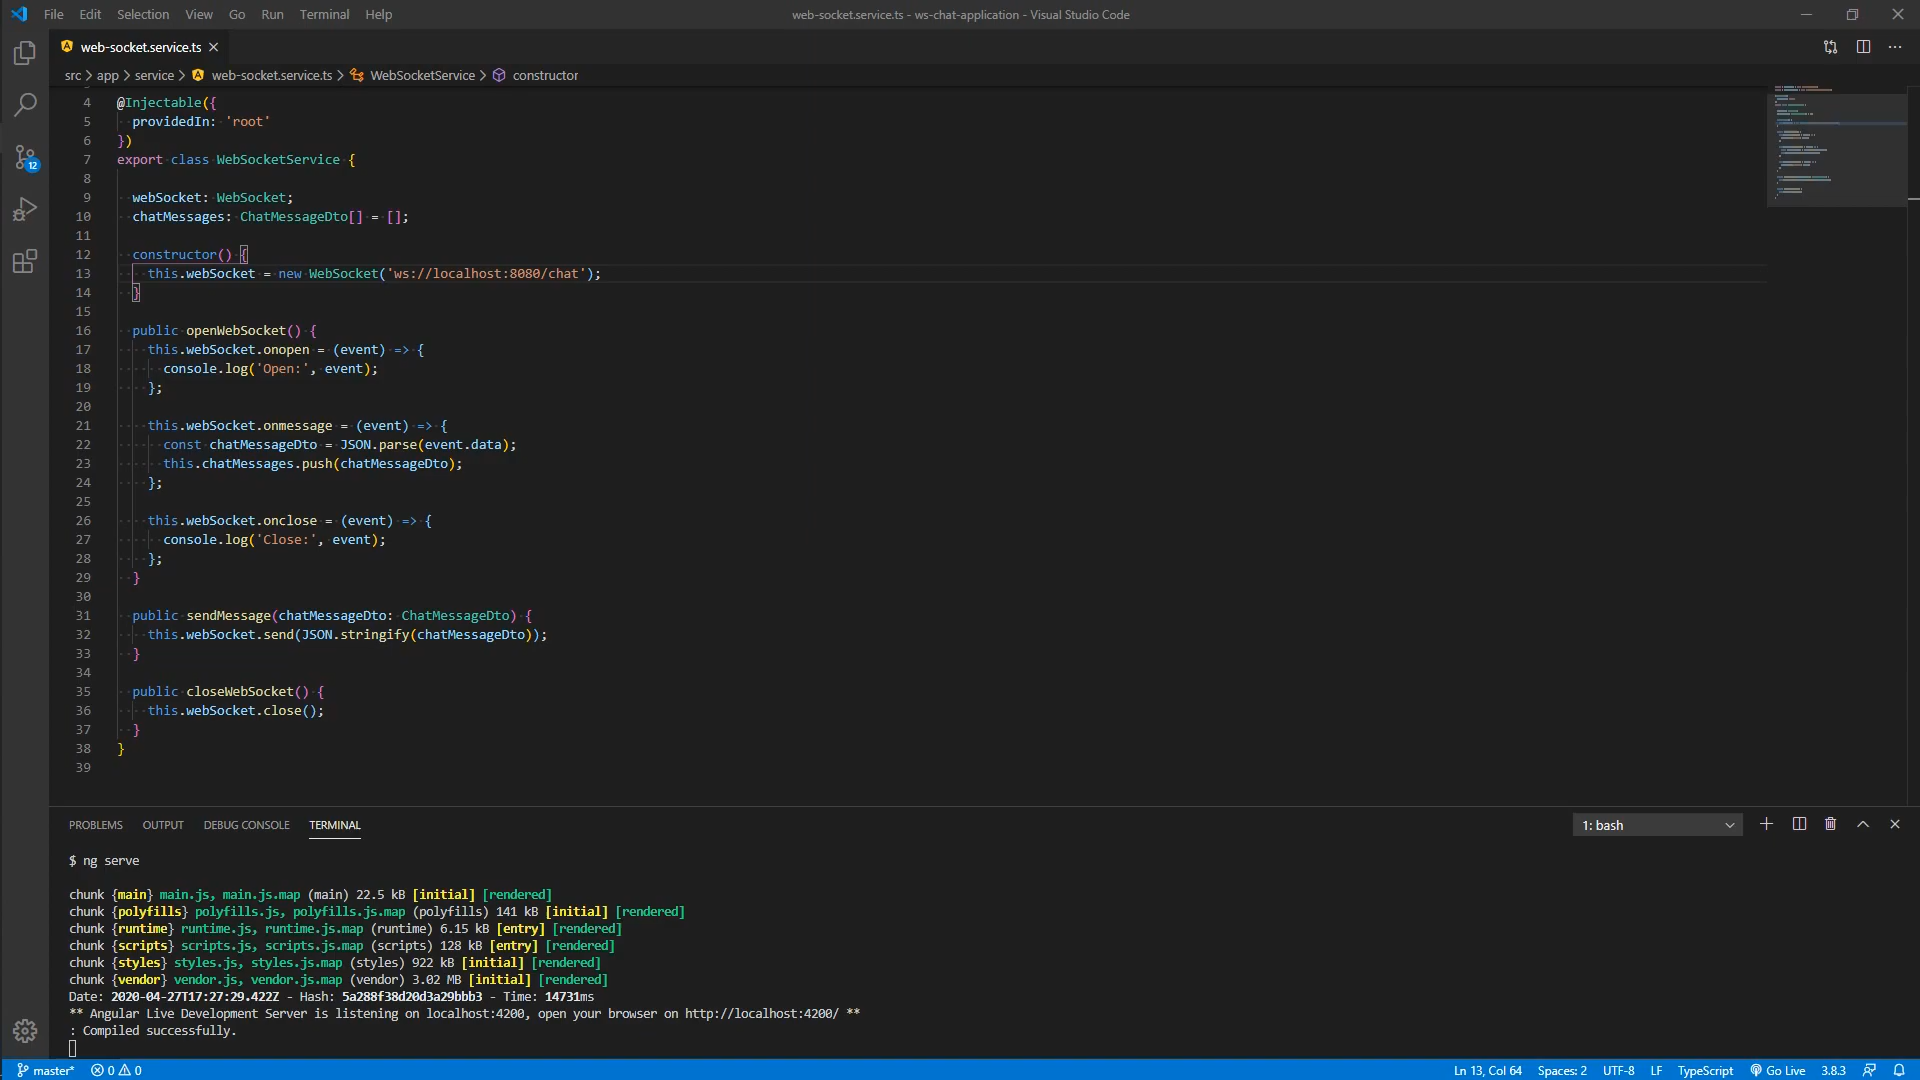 File Edit Selection View Go Run Terminal Help
web-socket.service.ts - ws-chat-application - Visual Studio Code
web-socket.service.ts
src > app > service > web-socket.service.ts > WebSocketService > constructor
12
4 @Injectable({
5 providedIn: 'root'
6 })
7 export class WebSocketService {
8
9 webSocket: WebSocket;
10 chatMessages: ChatMessageDto[] = [];
11
12 constructor() {
13 this.webSocket = new WebSocket('ws://localhost:8080/chat');
14 }
15
16 public openWebSocket() {
17 this.webSocket.onopen = (event) => {
18 console.log('Open:', event);
19 };
20
21 this.webSocket.onmessage = (event) => {
22 const chatMessageDto = JSON.parse(event.data);
23 this.chatMessages.push(chatMessageDto);
24 };
25
26 this.webSocket.onclose = (event) => {
27 console.log('Close:', event);
28 };
29 }
30
31 public sendMessage(chatMessageDto: ChatMessageDto) {
32 this.webSocket.send(JSON.stringify(chatMessageDto));
33 }
34
35 public closeWebSocket() {
36 this.webSocket.close();
37 }
38 }
39
PROBLEMS OUTPUT DEBUG CONSOLE TERMINAL 1: bash
$ ng serve
chunk {main} main.js, main.js.map (main) 22.5 kB [initial] [rendered]
chunk {polyfills} polyfills.js, polyfills.js.map (polyfills) 141 kB [initial] [rendered]
chunk {runtime} runtime.js, runtime.js.map (runtime) 6.15 kB [entry] [rendered]
chunk {scripts} scripts.js, scripts.js.map (scripts) 128 kB [entry] [rendered]
chunk {styles} styles.js, styles.js.map (styles) 922 kB [initial] [rendered]
chunk {vendor} vendor.js, vendor.js.map (vendor) 3.02 MB [initial] [rendered]
Date: 2020-04-27T17:27:29.422Z - Hash: 5a288f38d20d3a29bbb3 - Time: 14731ms
** Angular Live Development Server is listening on localhost:4200, open your browser on http://localhost:4200/ **
: Compiled successfully.
master* 0 0 Ln 13, Col 64 Spaces: 2 UTF-8 LF TypeScript Go Live 3.8.3